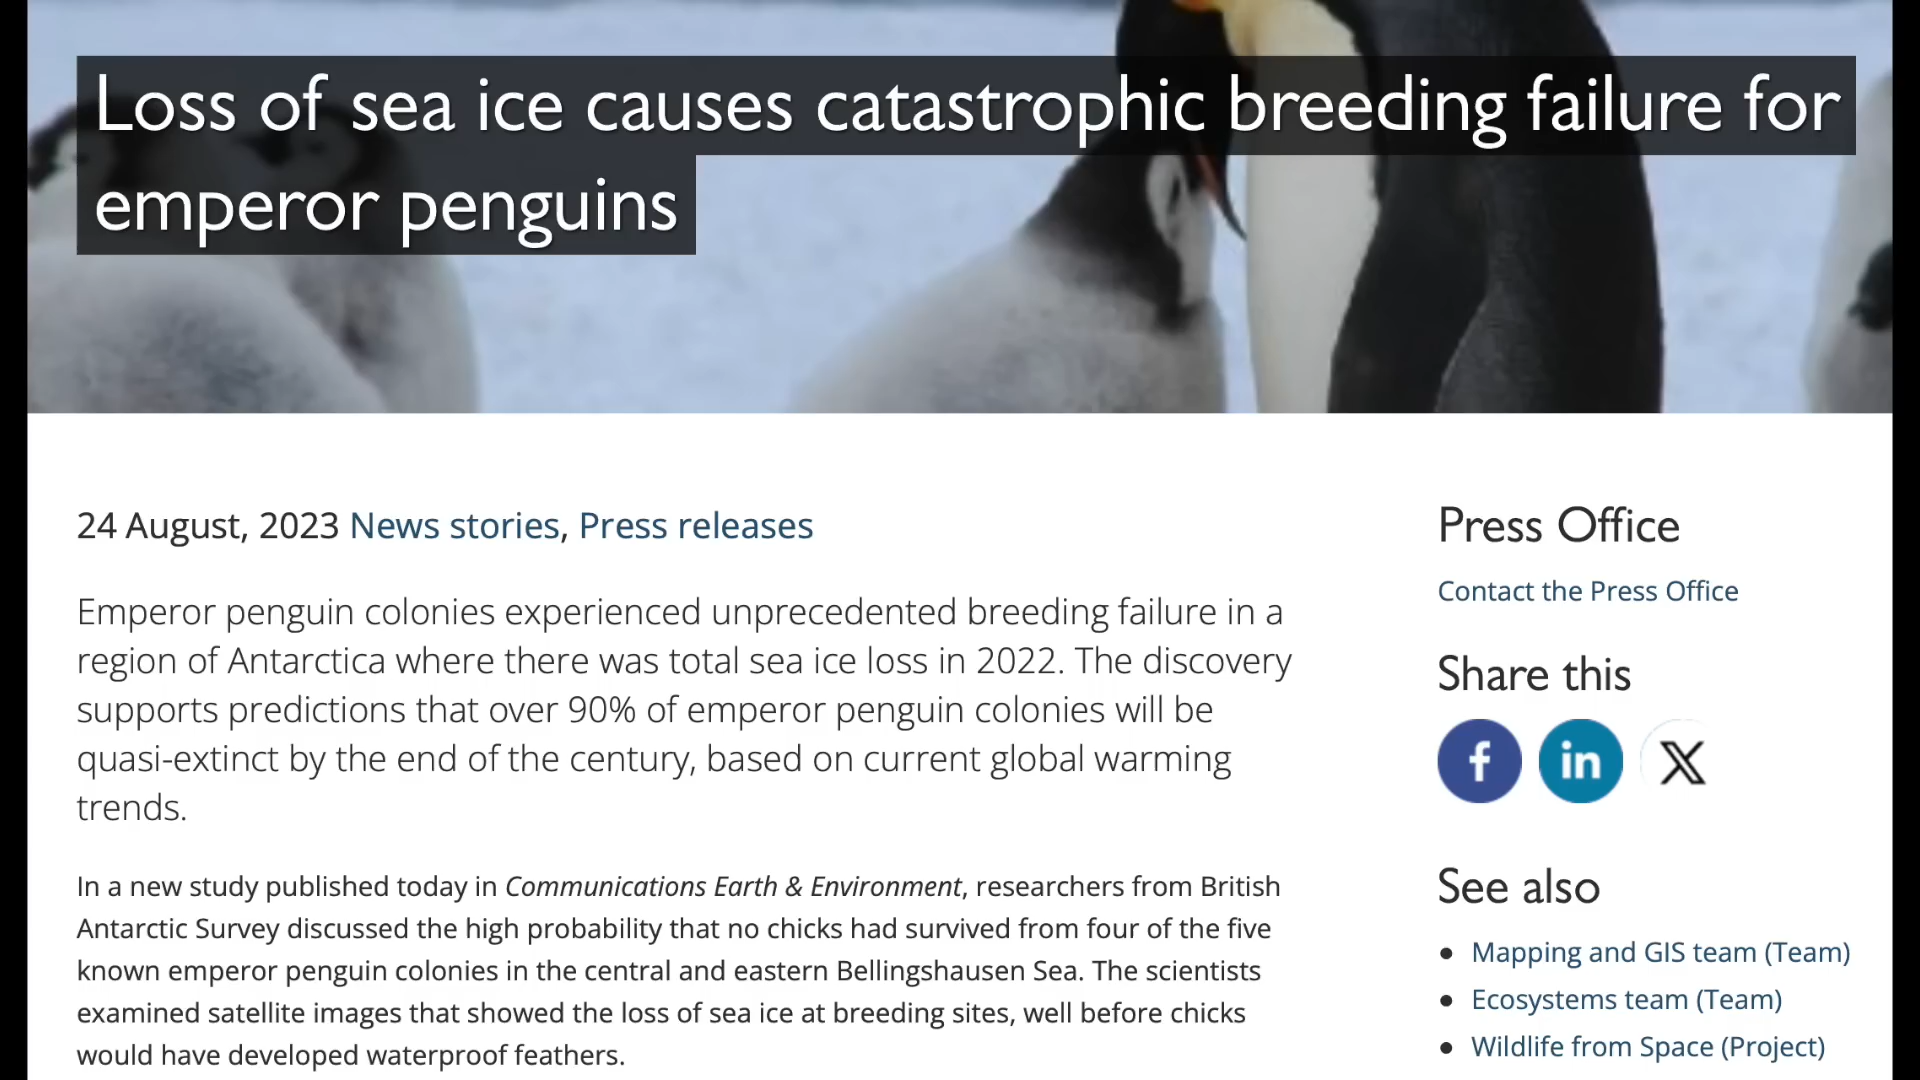 Loss of sea ice causes catastrophic breeding failure for
emperor penguins
24 August, 2023 News stories, Press releases
Emperor penguin colonies experienced unprecedented breeding failure in a
region of Antarctica where there was total sea ice loss in 2022. The discovery
supports predictions that over 90% of emperor penguin colonies will be
quasi-extinct by the end of the century, based on current global warming
trends.
In a new study published today in Communications Earth & Environment, researchers from British
Antarctic Survey discussed the high probability that no chicks had survived from four of the five
known emperor penguin colonies in the central and eastern Bellingshausen Sea. The scientists
examined satellite images that showed the loss of sea ice at breeding sites, well before chicks
would have developed waterproof feathers.
Press Office
Contact the Press Office
Share this
f in X
See also
• Mapping and GIS team (Team)
• Ecosystems team (Team)
• Wildlife from Space (Project)